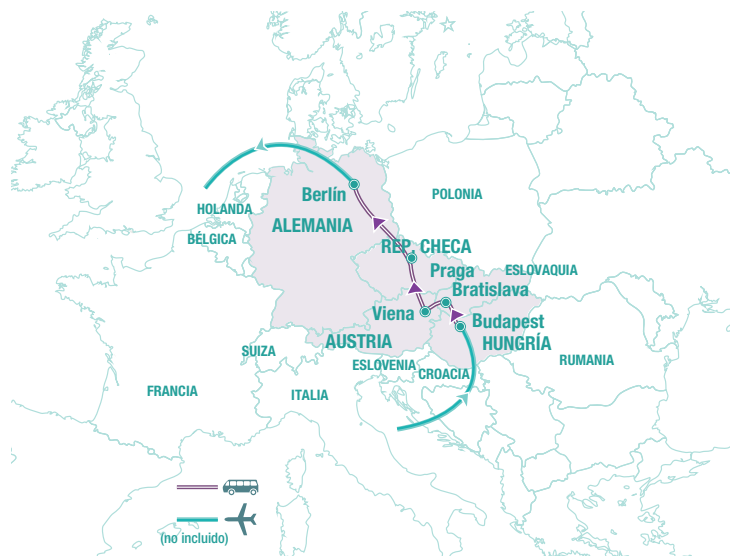 Berlín
POLONIA
HOLANDA
ALEMANIA
BÉLGICA
REP. CHECA
Praga
ESLOVAQUIA
Bratislava
Viena
Budapest
AUSTRIA
HUNGRÍA
SUIZA
ESLOVENIA
CROACIA
RUMANIA
FRANCIA
ITALIA
(no incluido)